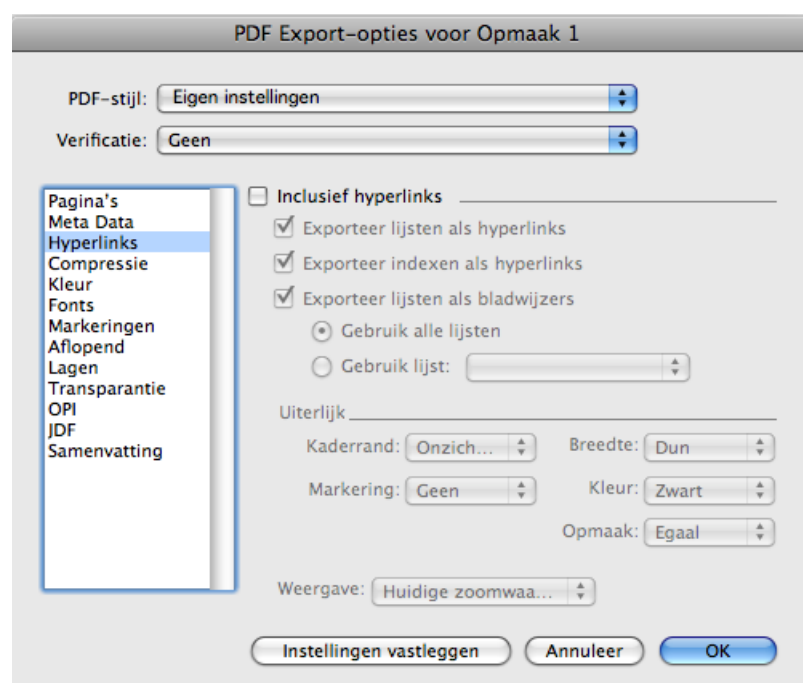 PDF Export-opties voor Opmaak 1
PDF-stijl: Eigen instellingen
Verificatie: Geen
Pagina's
Meta Data
Hyperlinks
Compressie
Kleur
Fonts
Markeringen
Aflopend
Lagen
Transparantie
OPI
JDF
Samenvatting
Inclusief hyperlinks
Exporteer lijsten als hyperlinks
Exporteer indexen als hyperlinks
Exporteer lijsten als bladwijzers
Gebruik alle lijsten
Gebruik lijst:
Uiterlijk
Kaderrand: Onzich... Breedte: Dun
Markering: Geen Kleur: Zwart
Opmaak: Egaal
Weergave: Huidige zoomwaa...
Instellingen vastleggen Annuleer OK